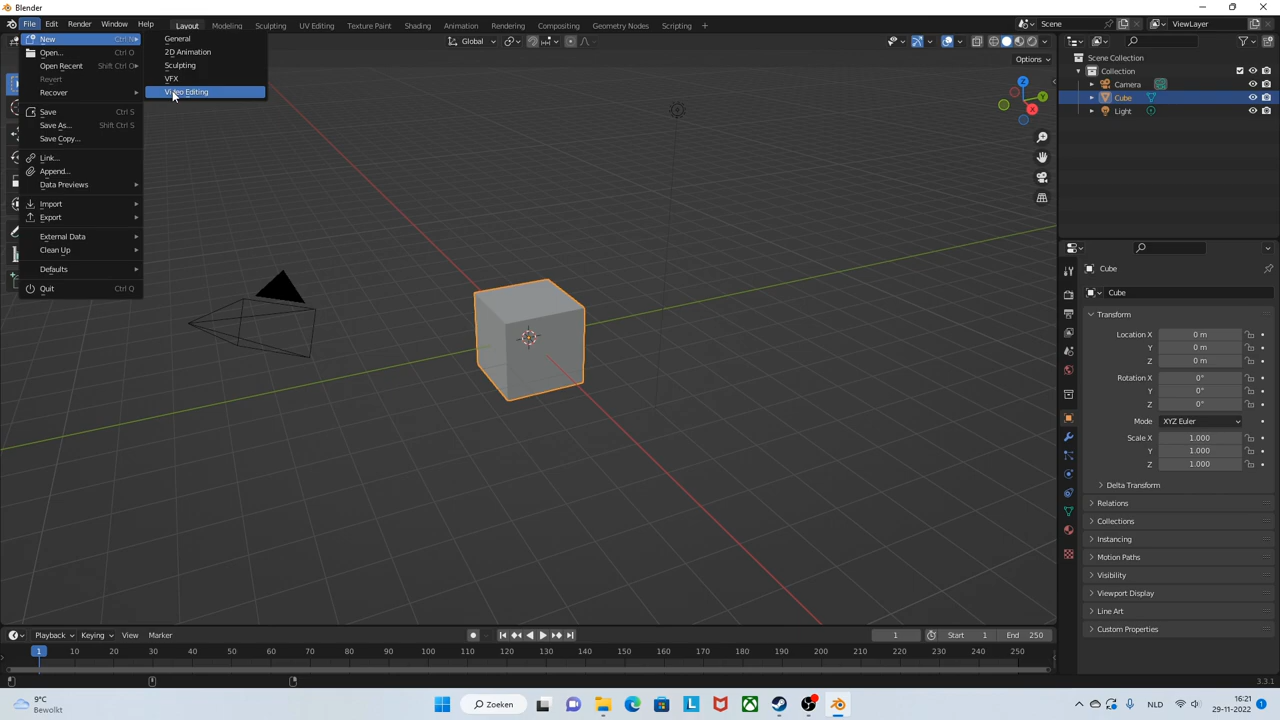 Blender
File Edit Render Window Help Layout Modeling Sculpting UV Editing Texture Paint Shading Animation Rendering Compositing Geometry Nodes Scripting + Scene ViewLayer
New Ctrl N
Open... Ctrl O
Open Recent Shift Ctrl O
Revert
Recover
Save Ctrl S
Save As... Shift Ctrl S
Save Copy...
Link...
Append...
Data Previews
Import
Export
External Data
Clean Up
Defaults
Quit Ctrl Q
General
2D Animation
Sculpting
VFX
Video Editing
Global
Options
Z
Y
X
Scene Collection
Collection
Camera
Cube
Light
Cube
Cube
Transform
Location X 0 m
Y 0 m
Z 0 m
Rotation X 0°
Y 0°
Z 0°
Mode XYZ Euler
Scale X 1.000
Y 1.000
Z 1.000
Delta Transform
Relations
Collections
Instancing
Motion Paths
Visibility
Viewport Display
Line Art
Custom Properties
Playback Keying View Marker 1 Start 1 End 250
1 10 20 30 40 50 60 70 80 90 100 110 120 130 140 150 160 170 180 190 200 210 220 230 240 250
3.3.1
9°C
Bewolkt
Zoeken
L
NLD
16:21
29-11-2022
1